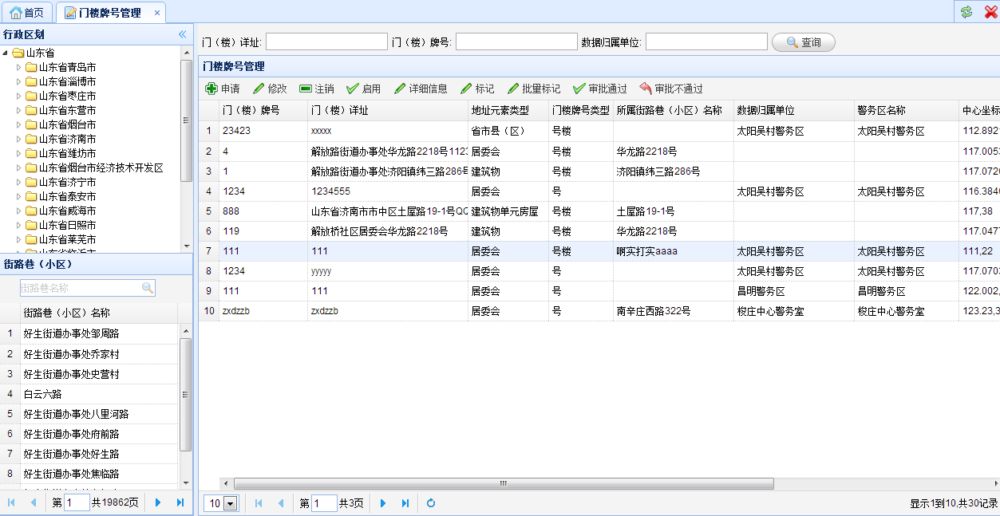 首页 门楼牌号管理
行政区划
山东省
山东省青岛市
山东省淄博市
山东省枣庄市
山东省东营市
山东省烟台市
山东省济南市
山东省潍坊市
山东省烟台市经济技术开发区
山东省济宁市
山东省泰安市
山东省威海市
山东省日照市
山东省莱芜市
街路巷（小区）
街路巷名称
街路巷（小区）名称
1 好生街道办事处邹周路
2 好生街道办事处乔家村
3 好生街道办事处史营村
4 白云六路
5 好生街道办事处八里河路
6 好生街道办事处府前路
7 好生街道办事处好生路
8 好生街道办事处焦临路
第 1 共19862页
门（楼）详址: 门（楼）牌号: 数据归属单位: 查询
门楼牌号管理
申请 修改 注销 启用 详细信息 标记 批量标记 审批通过 审批不通过
门（楼）牌号 门（楼）详址 地址元素类型 门楼牌号类型 所属街路巷（小区）名称 数据归属单位 警务区名称 中心坐标
1 23423 xxxxx 省市县（区） 号楼 太阳吴村警务区 太阳吴村警务区 112.892
2 4 解放路街道办事处华龙路2218号1123 居委会 号楼 华龙路2218号 117.005
3 1 解放路街道办事处济阳镇纬三路286号 建筑物 号楼 济阳镇纬三路286号 117.072
4 1234 1234555 居委会 号 太阳吴村警务区 太阳吴村警务区 116.384
5 888 山东省济南市市中区土屋路19-1号QQ 建筑物单元房屋 号楼 土屋路19-1号 117,38
6 119 解放桥社区居委会华龙路2218号 建筑物 号楼 华龙路2218号 117.047
7 111 111 居委会 号楼 啊实打实aaaa 太阳吴村警务区 太阳吴村警务区 111,22
8 1234 yyyyy 居委会 号 太阳吴村警务区 太阳吴村警务区 117.070
9 111 111 居委会 号 昌明警务区 昌明警务区 122.002,
10 zxdzzb zxdzzb 居委会 号 南辛庄西路322号 梭庄中心警务室 梭庄中心警务室 123.23,3
10 第 1 共3页 显示1到10,共30记录